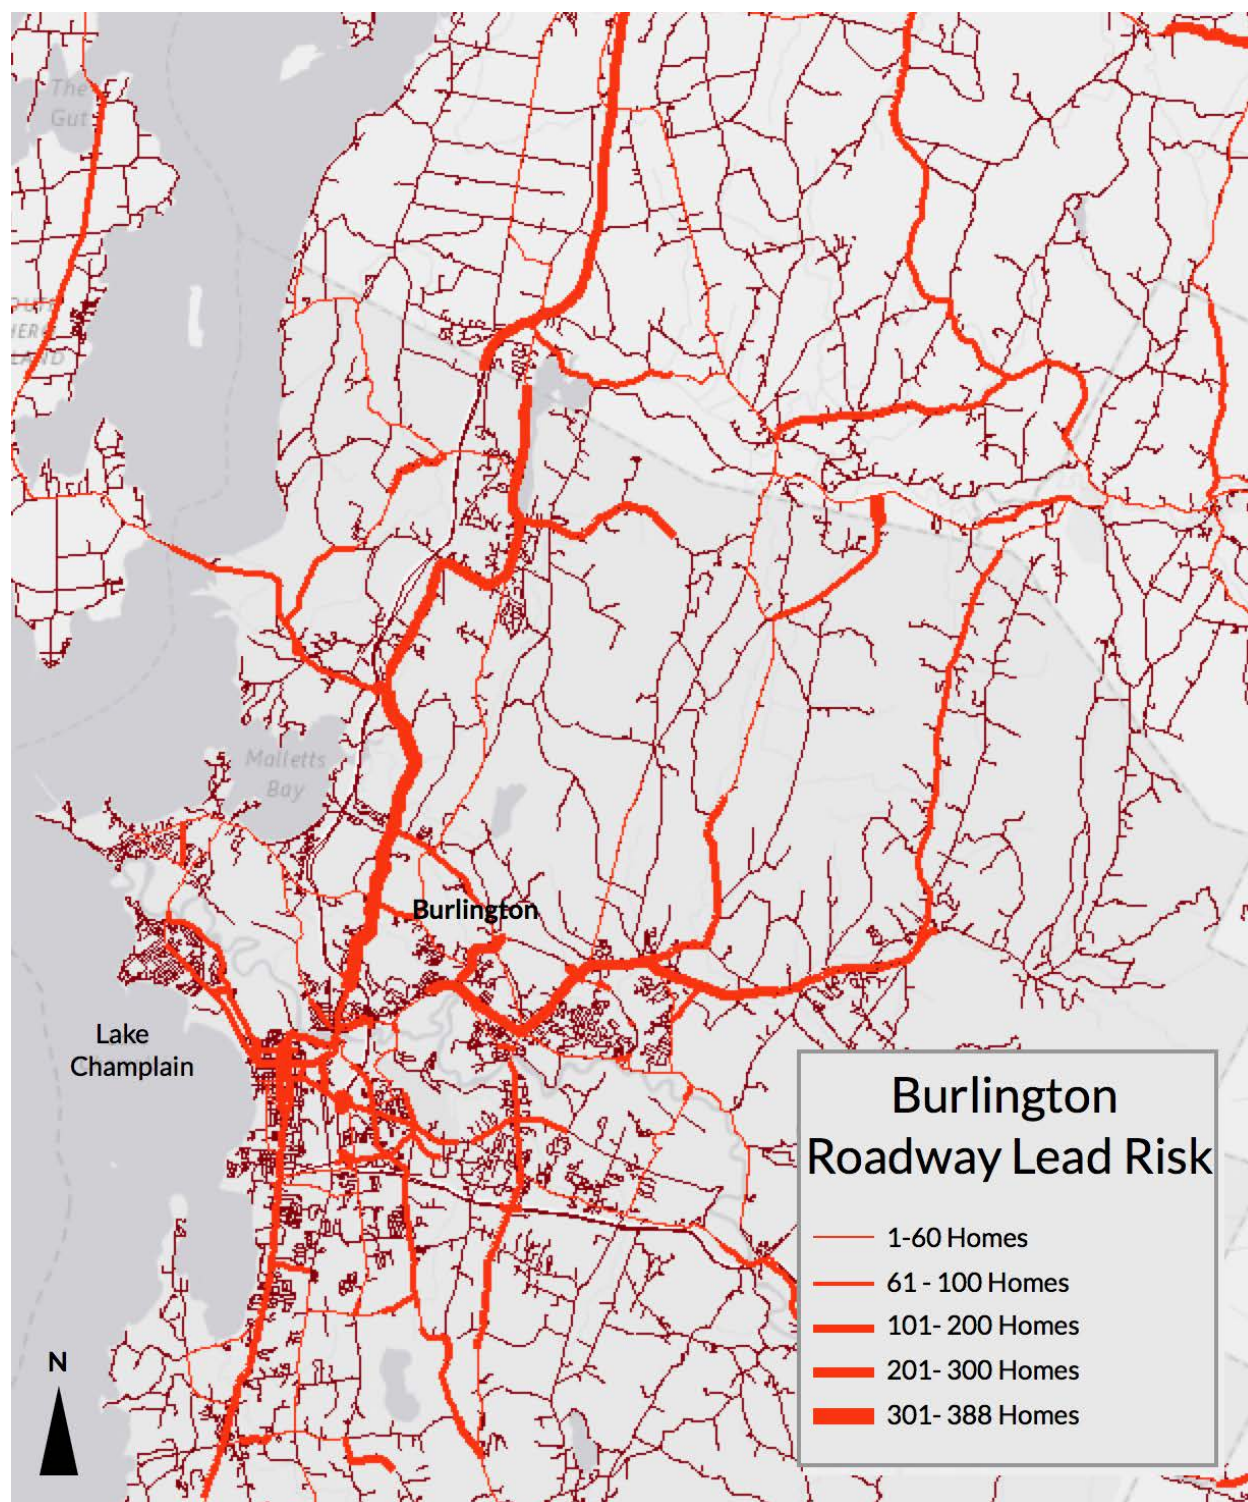 The
Gut
Malletts
Bay
Burlington
Lake
Champlain
Burlington
Roadway Lead Risk
1-60 Homes
61 - 100 Homes
101- 200 Homes
201- 300 Homes
301- 388 Homes
N